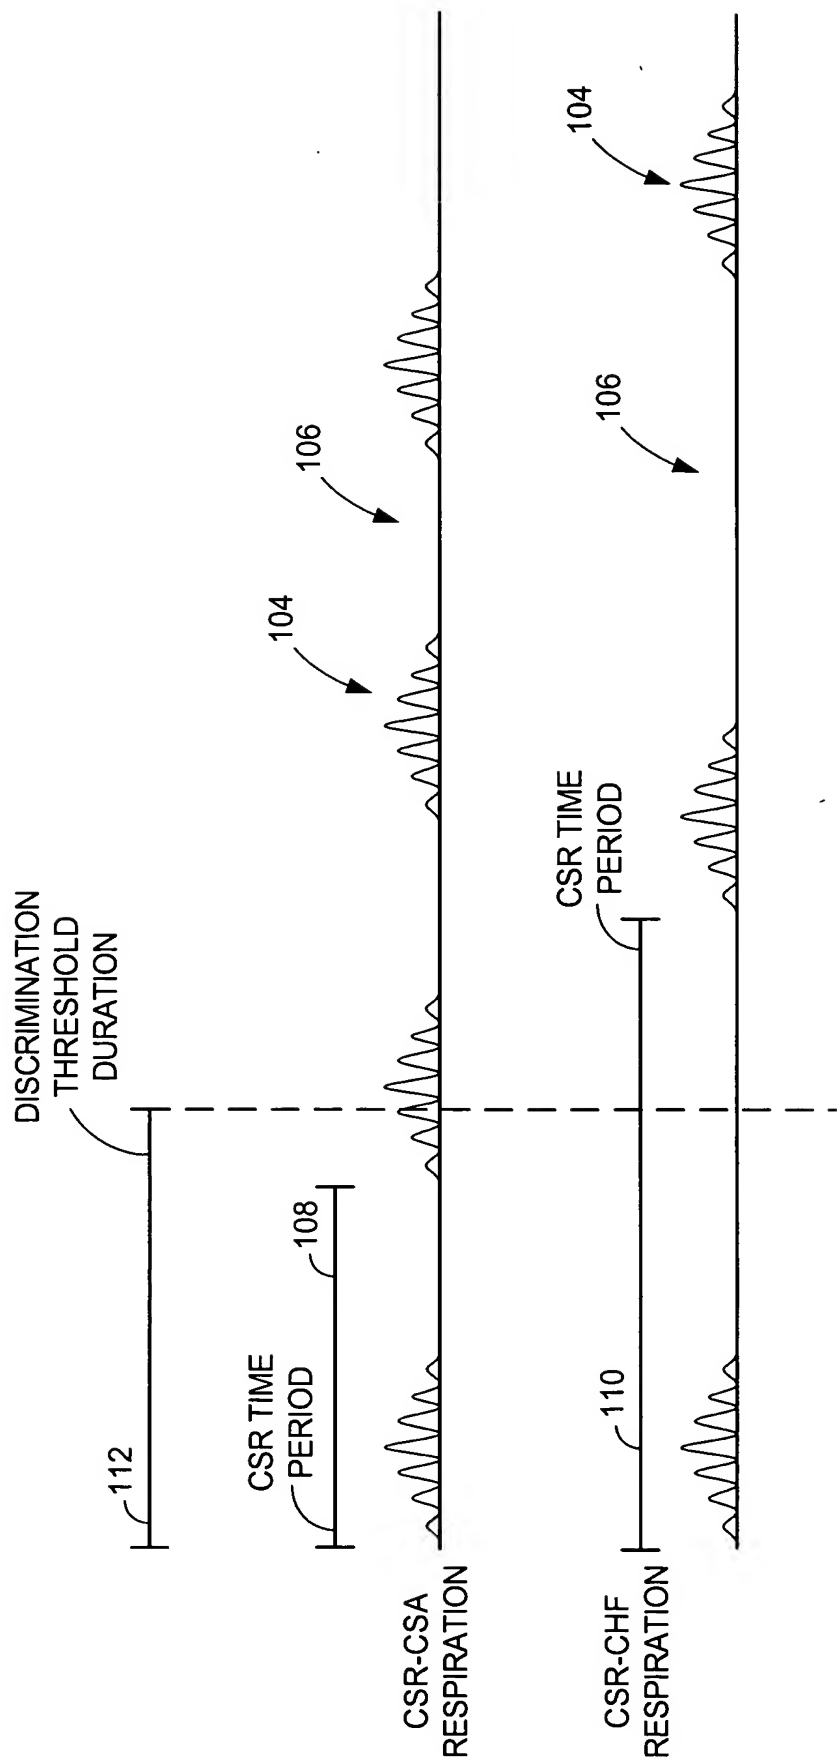 DISCRIMINATION
THRESHOLD
DURATION
112
CSR TIME
PERIOD
108
104
106
CSR-CSA
RESPIRATION
CSR TIME
PERIOD
110
106
104
CSR-CHF
RESPIRATION